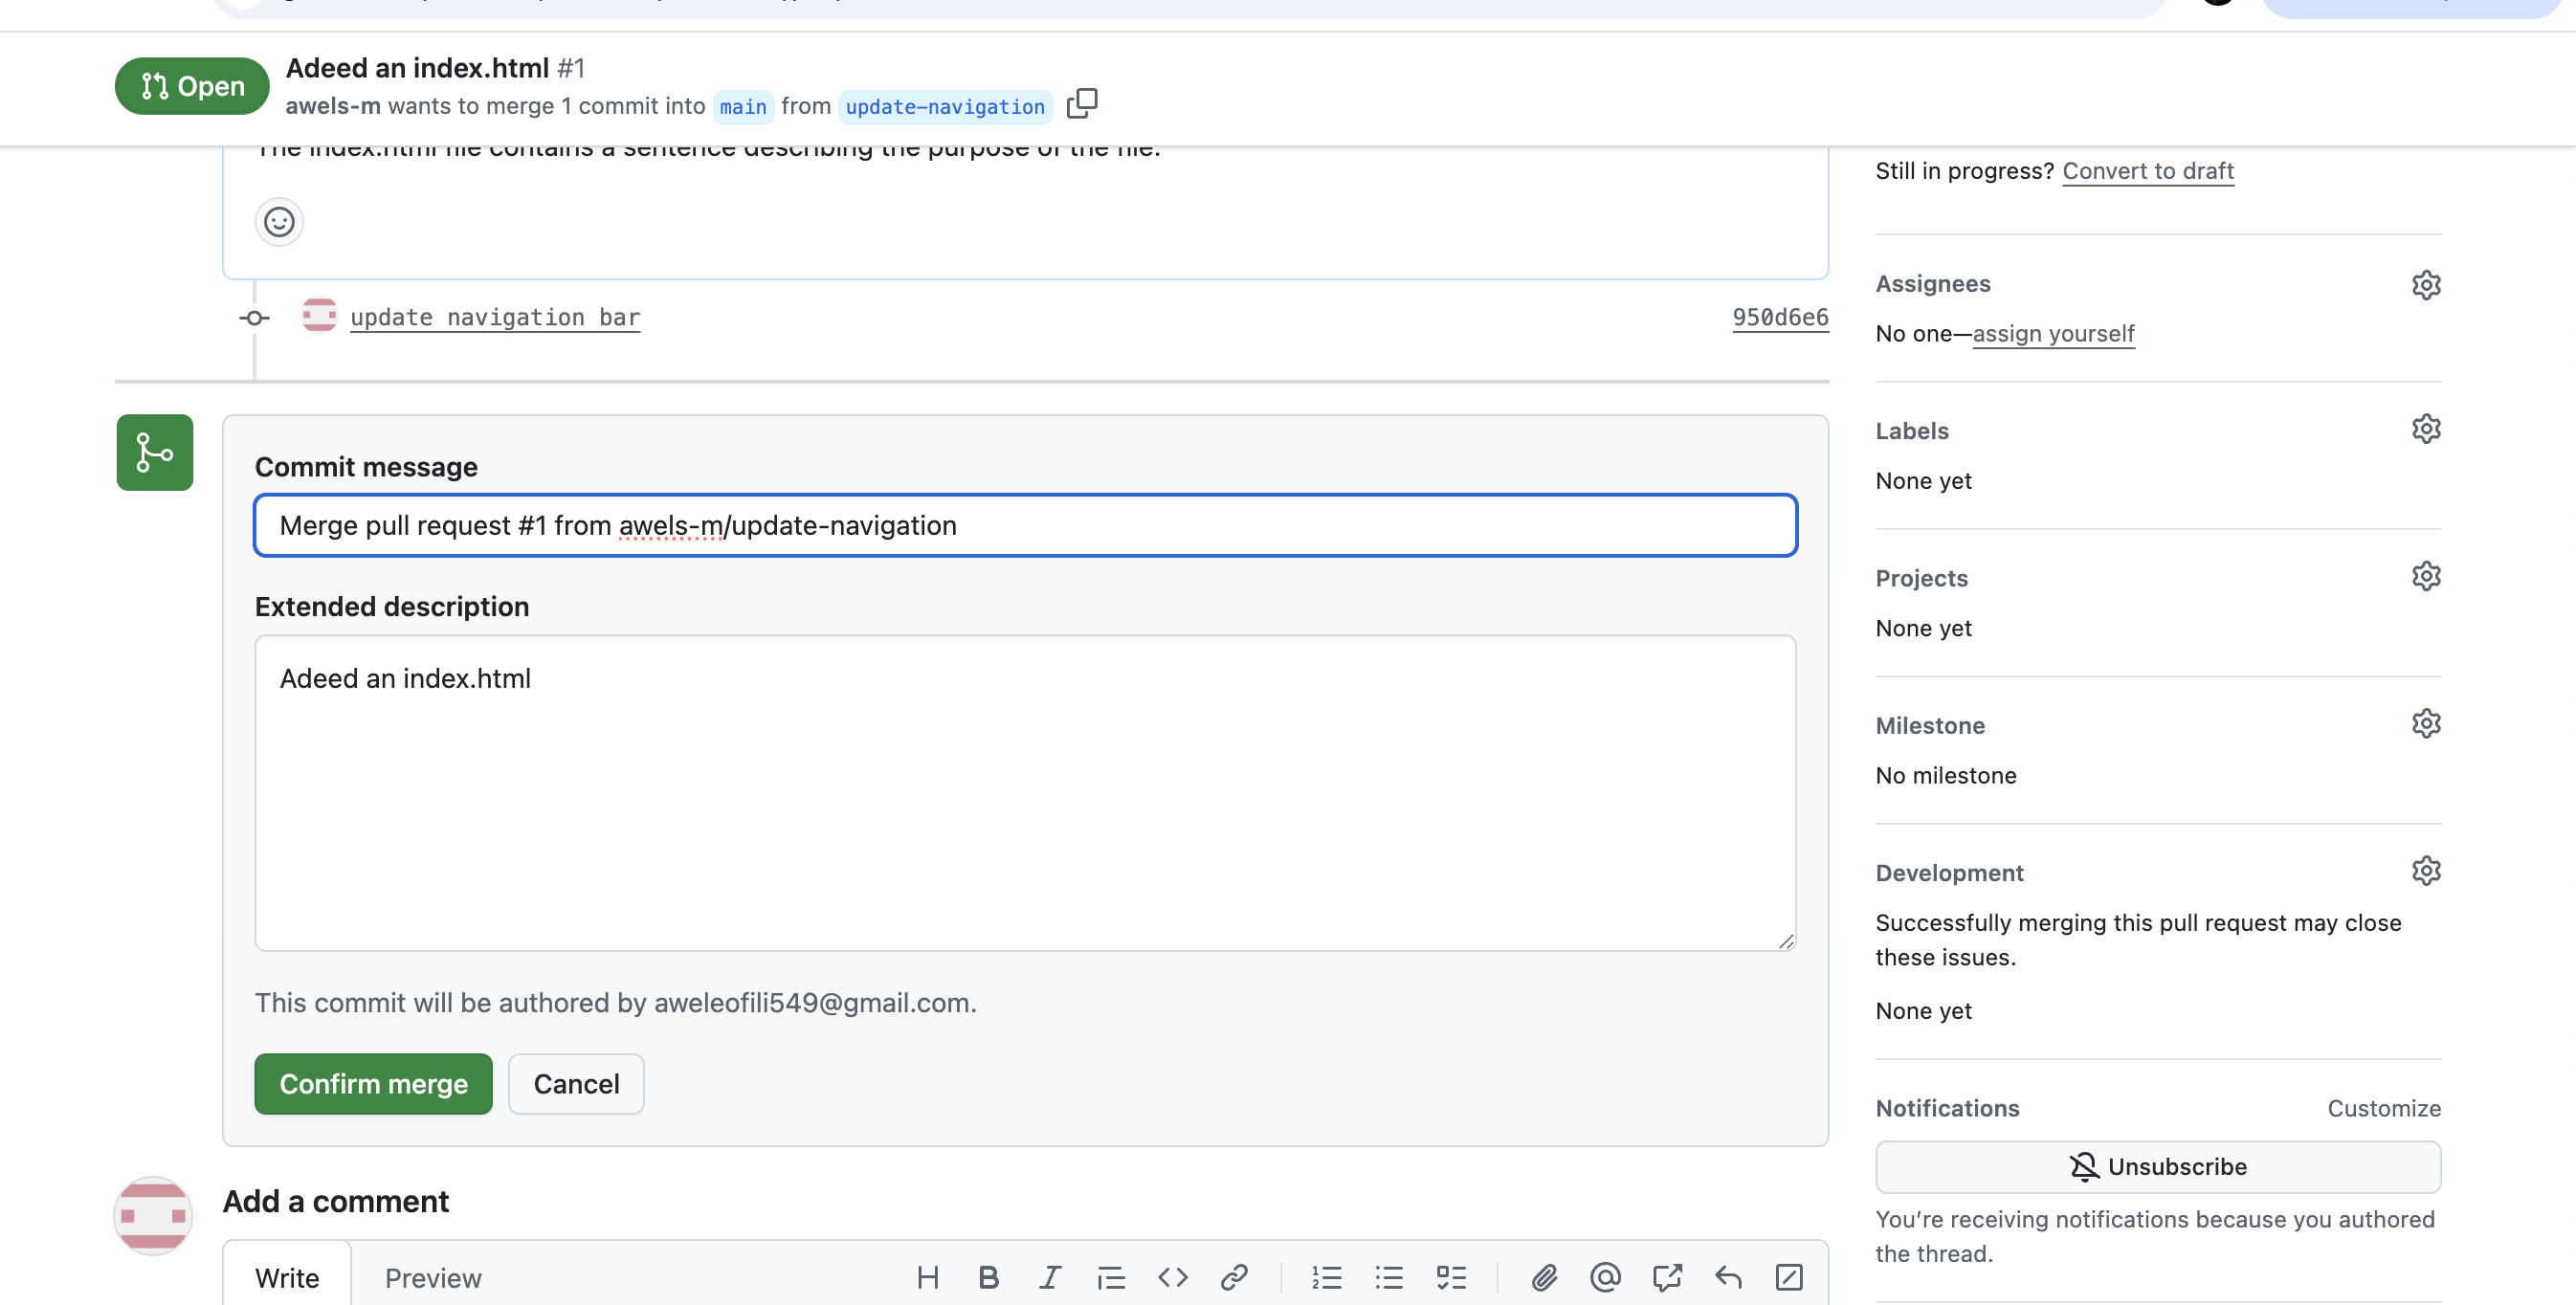 Open
Adeed an index.html #1
awels-m wants to merge 1 commit into main from update-navigation
The index.html file contains a sentence describing the purpose of the file.
update navigation bar
950d6e6
Commit message
Merge pull request #1 from awels-m/update-navigation
Extended description
Adeed an index.html
This commit will be authored by aweleofili549@gmail.com.
Confirm merge
Cancel
Add a comment
Write
Preview
Still in progress? Convert to draft
Assignees
No one—assign yourself
Labels
None yet
Projects
None yet
Milestone
No milestone
Development
Successfully merging this pull request may close
these issues.
None yet
Notifications
Customize
Unsubscribe
You’re receiving notifications because you authored
the thread.